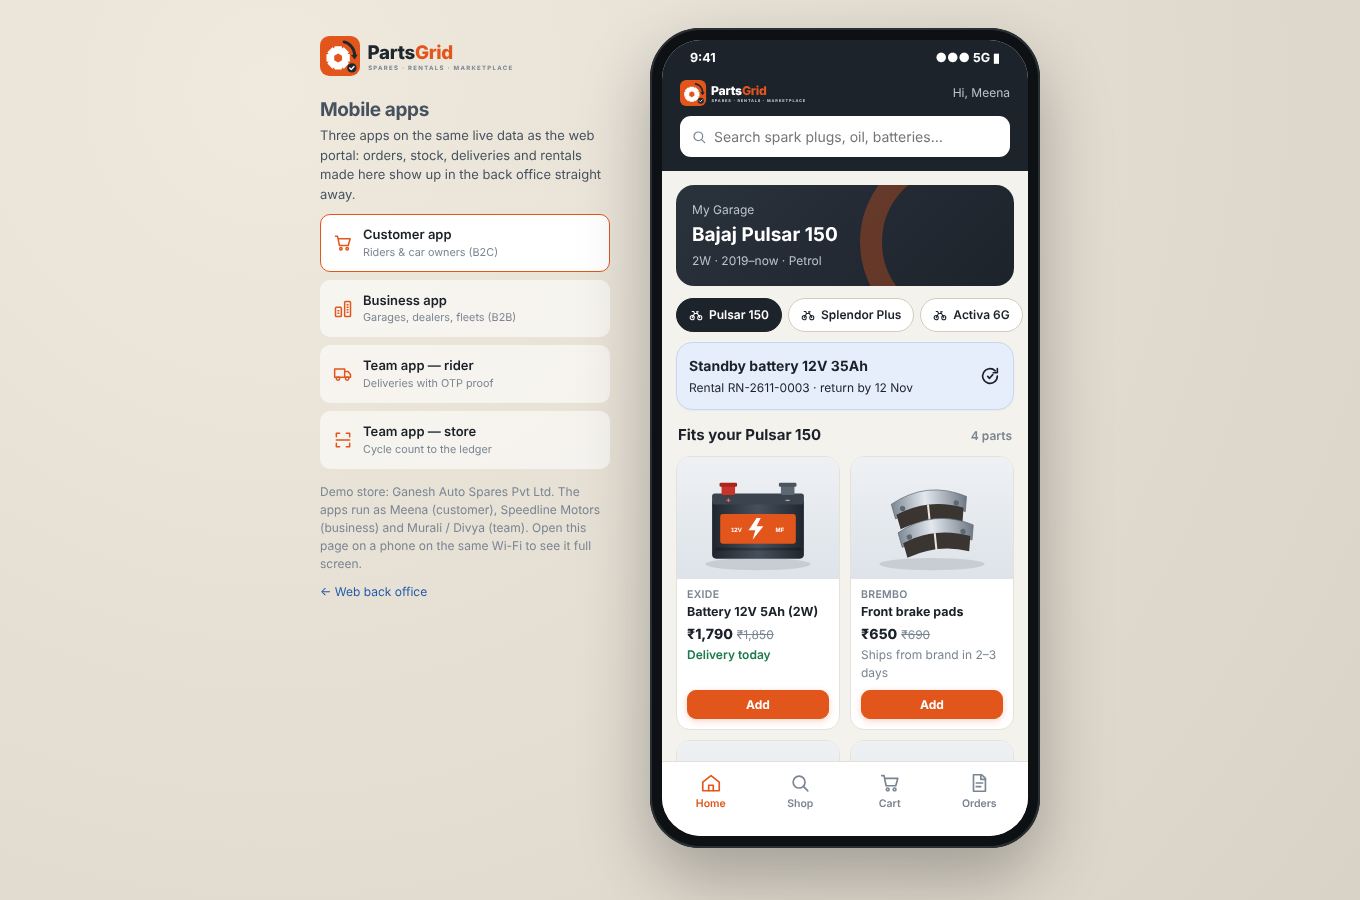 PartsGrid
SPARES · RENTALS · MARKETPLACE
Mobile apps
Three apps on the same live data as the web
portal: orders, stock, deliveries and rentals
made here show up in the back office straight
away.
Customer app
Riders & car owners (B2C)
Business app
Garages, dealers, fleets (B2B)
Team app — rider
Deliveries with OTP proof
Team app — store
Cycle count to the ledger
Demo store: Ganesh Auto Spares Pvt Ltd. The
apps run as Meena (customer), Speedline Motors
(business) and Murali / Divya (team). Open this
page on a phone on the same Wi-Fi to see it full
screen.
← Web back office
9:41
5G
PartsGrid
SPARES · RENTALS · MARKETPLACE
Hi, Meena
Search spark plugs, oil, batteries...
My Garage
Bajaj Pulsar 150
2W · 2019–now · Petrol
Pulsar 150
Splendor Plus
Activa 6G
Standby battery 12V 35Ah
Rental RN-2611-0003 · return by 12 Nov
Fits your Pulsar 150
4 parts
+ −
12V MF
EXIDE
Battery 12V 5Ah (2W)
₹1,790 ₹1,850
Delivery today
Add
BREMBO
Front brake pads
₹650 ₹690
Ships from brand in 2–3
days
Add
Home
Shop
Cart
Orders